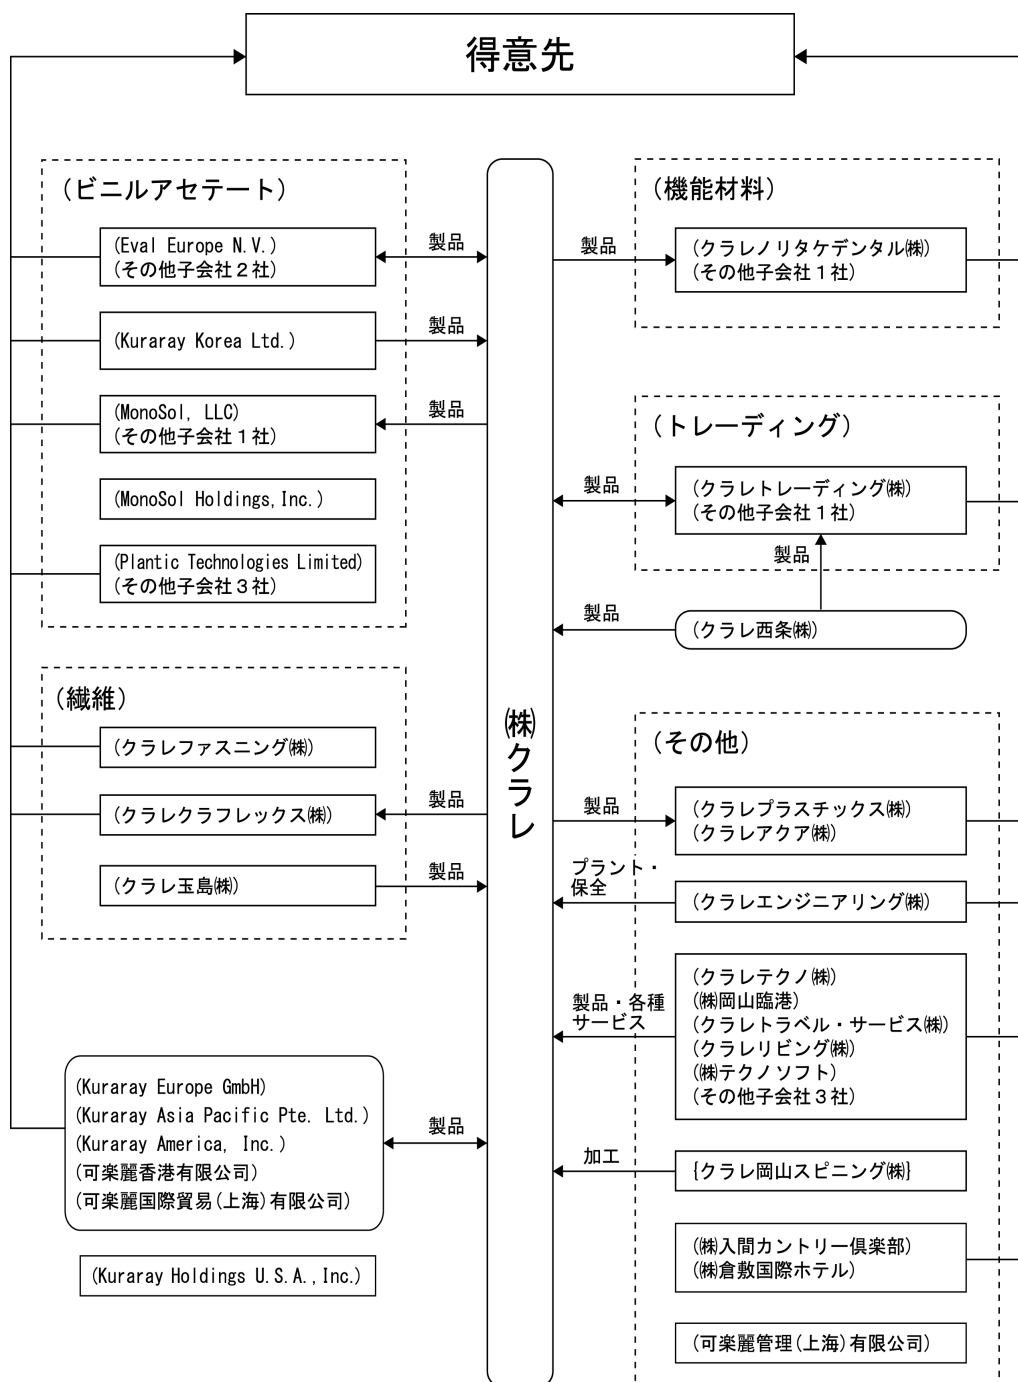 得意先
(ビニルアセテート)
(Eval Europe N.V.)
(その他子会社２社)
製品
(Kuraray Korea Ltd.)
製品
(MonoSol, LLC)
(その他子会社１社)
製品
(MonoSol Holdings,Inc.)
(Plantic Technologies Limited)
(その他子会社３社)
(繊維)
(クラレファスニング㈱)
(クラレクラフレックス㈱)
製品
(クラレ玉島㈱)
製品
(Kuraray Europe GmbH)
(Kuraray Asia Pacific Pte. Ltd.)
(Kuraray America, Inc.)
(可楽麗香港有限公司)
(可楽麗国際貿易(上海)有限公司)
製品
(Kuraray Holdings U.S.A.,Inc.)
㈱クラレ
(機能材料)
製品
(クラレノリタケデンタル㈱)
(その他子会社１社)
(トレーディング)
製品
(クラレトレーディング㈱)
(その他子会社１社)
製品
製品
(クラレ西条㈱)
(その他)
製品
(クラレプラスチックス㈱)
(クラレアクア㈱)
プラント・
保全
(クラレエンジニアリング㈱)
製品・各種
サービス
(クラレテクノ㈱)
(㈱岡山臨港)
(クラレトラベル・サービス㈱)
(クラレリビング㈱)
(㈱テクノソフト)
(その他子会社３社)
加工
{クラレ岡山スピニング㈱}
(㈱入間カントリー倶楽部)
(㈱倉敷国際ホテル)
(可楽麗管理(上海)有限公司)